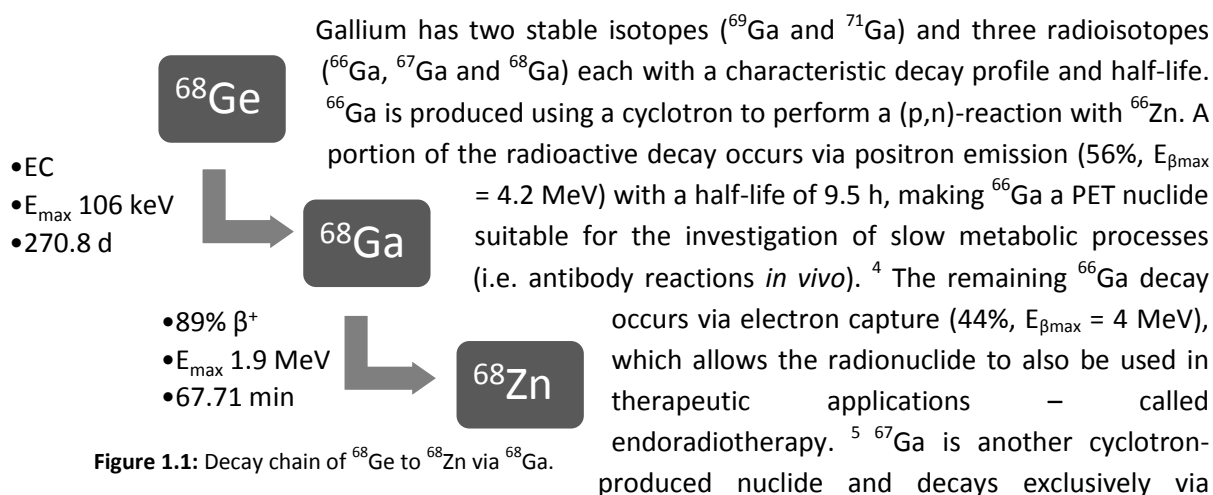 Gallium has two stable isotopes (⁶⁹Ga and ⁷¹Ga) and three radioisotopes
(⁶⁶Ga, ⁶⁷Ga and ⁶⁸Ga) each with a characteristic decay profile and half-life.
⁶⁶Ga is produced using a cyclotron to perform a (p,n)-reaction with ⁶⁶Zn. A
portion of the radioactive decay occurs via positron emission (56%, Eβmax
= 4.2 MeV) with a half-life of 9.5 h, making ⁶⁶Ga a PET nuclide
suitable for the investigation of slow metabolic processes
(i.e. antibody reactions in vivo). ⁴ The remaining ⁶⁶Ga decay
occurs via electron capture (44%, Eβmax = 4 MeV),
which allows the radionuclide to also be used in
therapeutic applications – called
endoradiotherapy. ⁵ ⁶⁷Ga is another cyclotron-
produced nuclide and decays exclusively via
⁶⁸Ge
•EC
•Emax 106 keV
•270.8 d
⁶⁸Ga
•89% β⁺
•Emax 1.9 MeV
•67.71 min
⁶⁸Zn
Figure 1.1: Decay chain of ⁶⁸Ge to ⁶⁸Zn via ⁶⁸Ga.